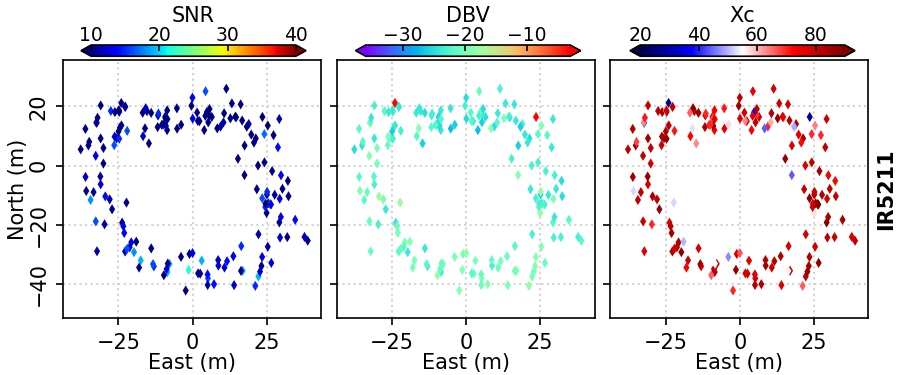 SNR DBV Xc
10 20 30 40 −30 −20 −10 20 40 60 80
20
0
−20
−40
North (m)
−25 0 25 −25 0 25 −25 0 25
East (m) East (m) East (m)
IR5211